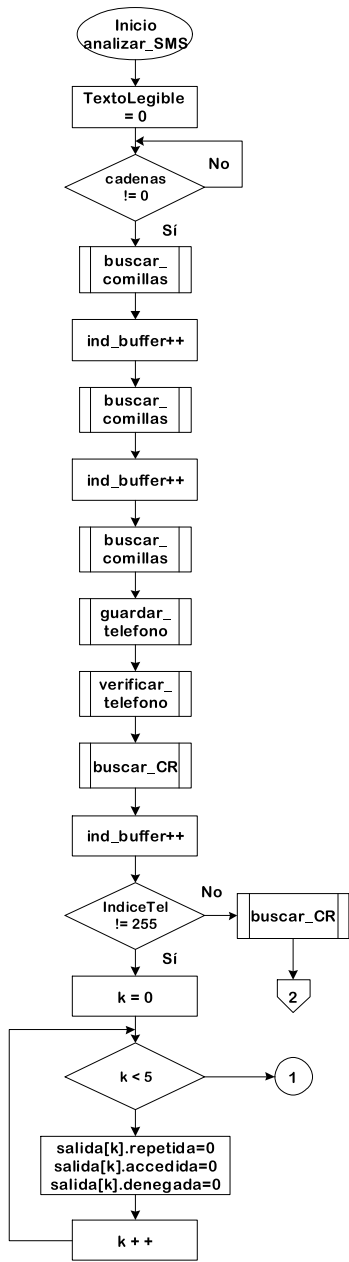 Inicio
analizar_SMS
TextoLegible
= 0
No
cadenas
!= 0
Sí
buscar_
comillas
ind_buffer++
buscar_
comillas
ind_buffer++
buscar_
comillas
guardar_
telefono
verificar_
telefono
buscar_CR
ind_buffer++
IndiceTel
!= 255
No
buscar_CR
Sí
2
k = 0
k < 5
1
salida[k].repetida=0
salida[k].accedida=0
salida[k].denegada=0
k + +